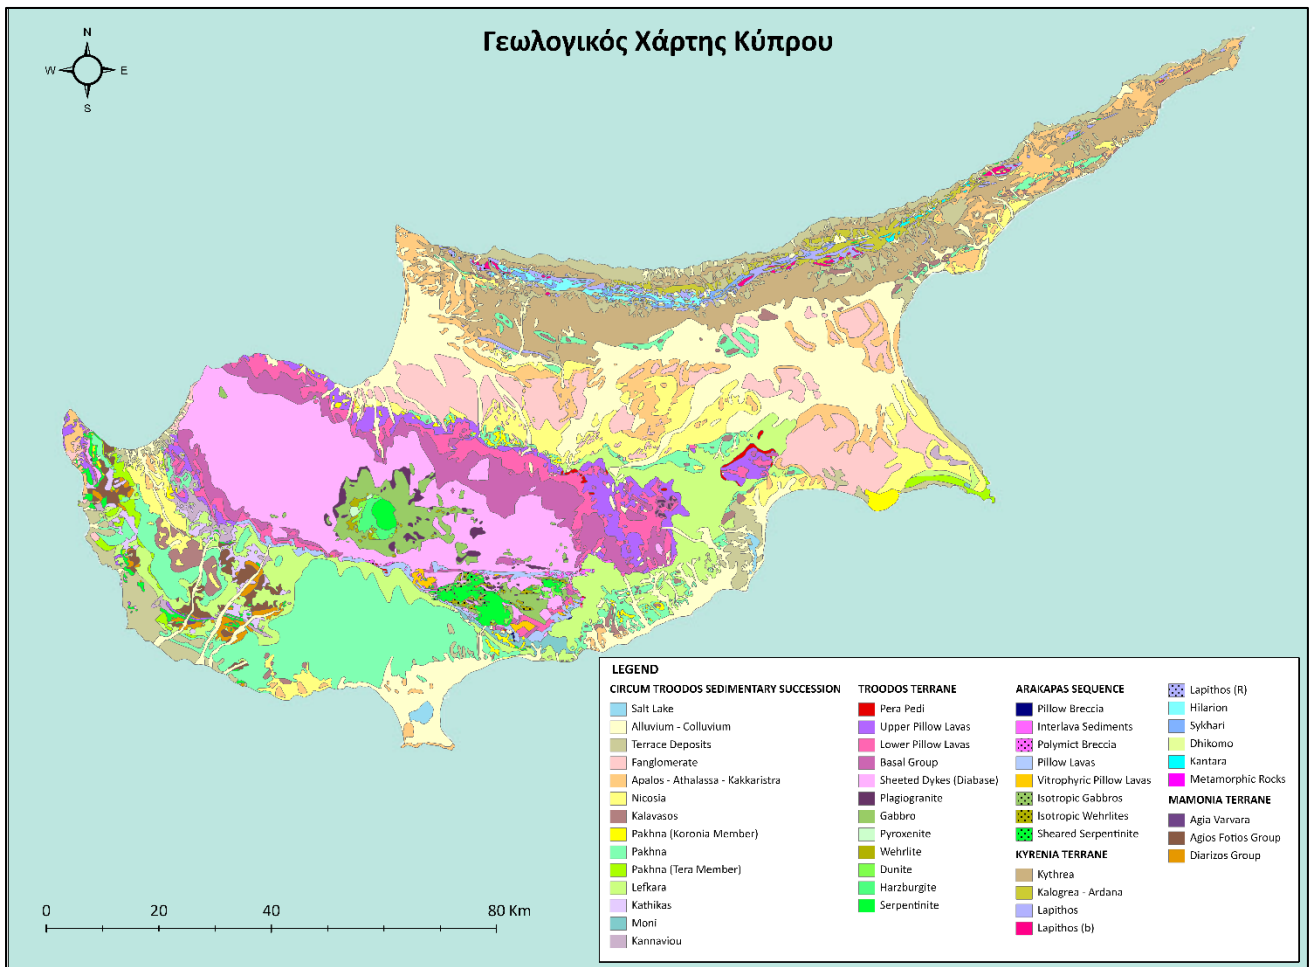 Γεωλογικός Χάρτης Κύπρου
N
W
E
S
LEGEND
CIRCUM TROODOS SEDIMENTARY SUCCESSION
Salt Lake
Alluvium - Colluvium
Terrace Deposits
Fanglomerate
Apalos - Athalassa - Kakkaristra
Nicosia
Kalavasos
Pakhna (Koronia Member)
Pakhna
Pakhna (Tera Member)
Lefkara
Kathikas
Moni
Kannaviou
TROODOS TERRANE
Pera Pedi
Upper Pillow Lavas
Lower Pillow Lavas
Basal Group
Sheeted Dykes (Diabase)
Plagiogranite
Gabbro
Pyroxenite
Wehrlite
Dunite
Harzburgite
Serpentinite
ARAKAPAS SEQUENCE
Pillow Breccia
Interlava Sediments
Polymict Breccia
Pillow Lavas
Vitrophyric Pillow Lavas
Isotropic Gabbros
Isotropic Wehrlites
Sheared Serpentinite
KYRENIA TERRANE
Kythrea
Kalogrea - Ardana
Lapithos
Lapithos (b)
Lapithos (R)
Hilarion
Sykhari
Dhikomo
Kantara
Metamorphic Rocks
MAMONIA TERRANE
Agia Varvara
Agios Fotios Group
Diarizos Group
0 20 40 80 Km